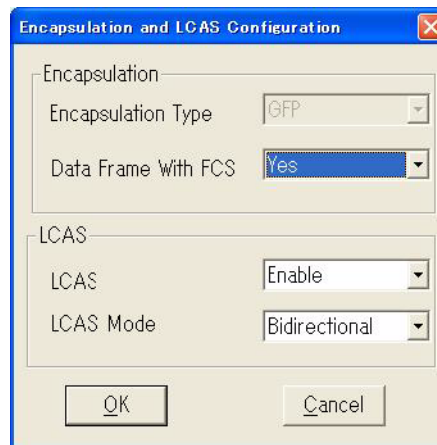 Encapsulation and LCAS Configuration
Encapsulation
Encapsulation Type GFP
Data Frame With FCS Yes
LCAS
LCAS Enable
LCAS Mode Bidirectional
OK Cancel